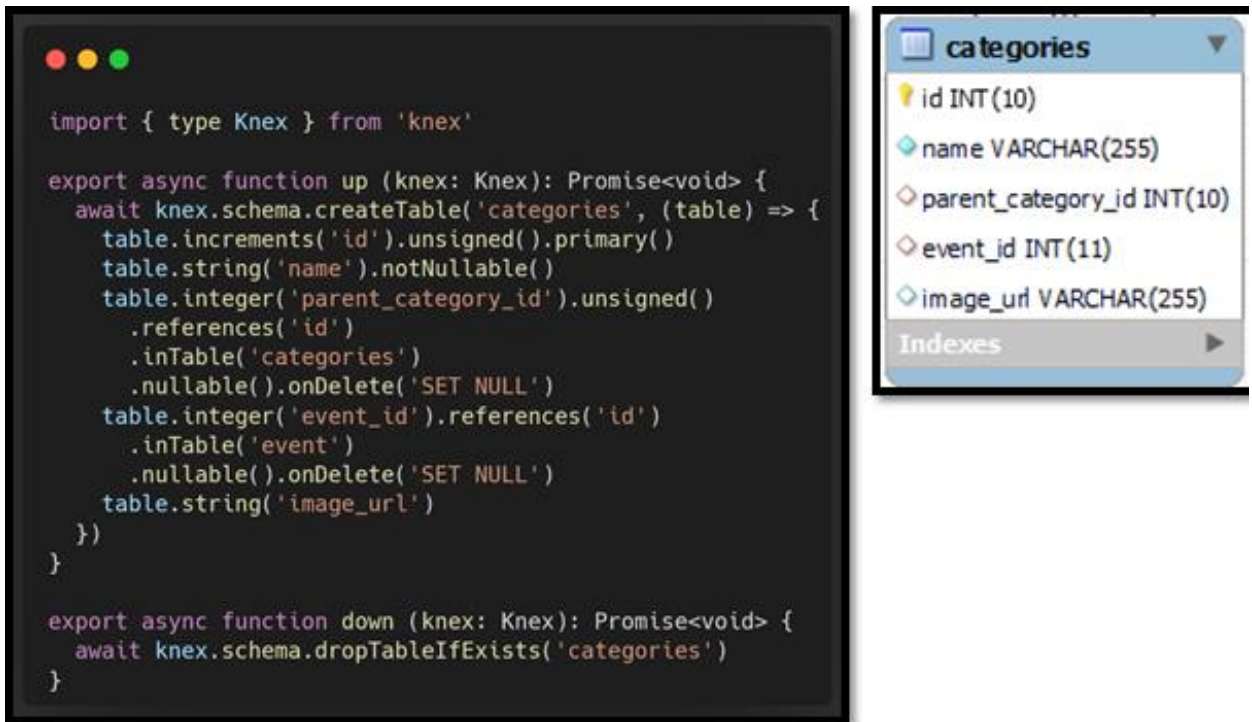 import { type Knex } from 'knex'
export async function up (knex: Knex): Promise<void> {
  await knex.schema.createTable('categories', (table) => {
    table.increments('id').unsigned().primary()
    table.string('name').notNullable()
    table.integer('parent_category_id').unsigned()
      .references('id')
      .inTable('categories')
      .nullable().onDelete('SET NULL')
    table.integer('event_id').references('id')
      .inTable('event')
      .nullable().onDelete('SET NULL')
    table.string('image_url')
  })
}
export async function down (knex: Knex): Promise<void> {
  await knex.schema.dropTableIfExists('categories')
}
categories
id INT(10)
name VARCHAR(255)
parent_category_id INT(10)
event_id INT(11)
image_url VARCHAR(255)
Indexes